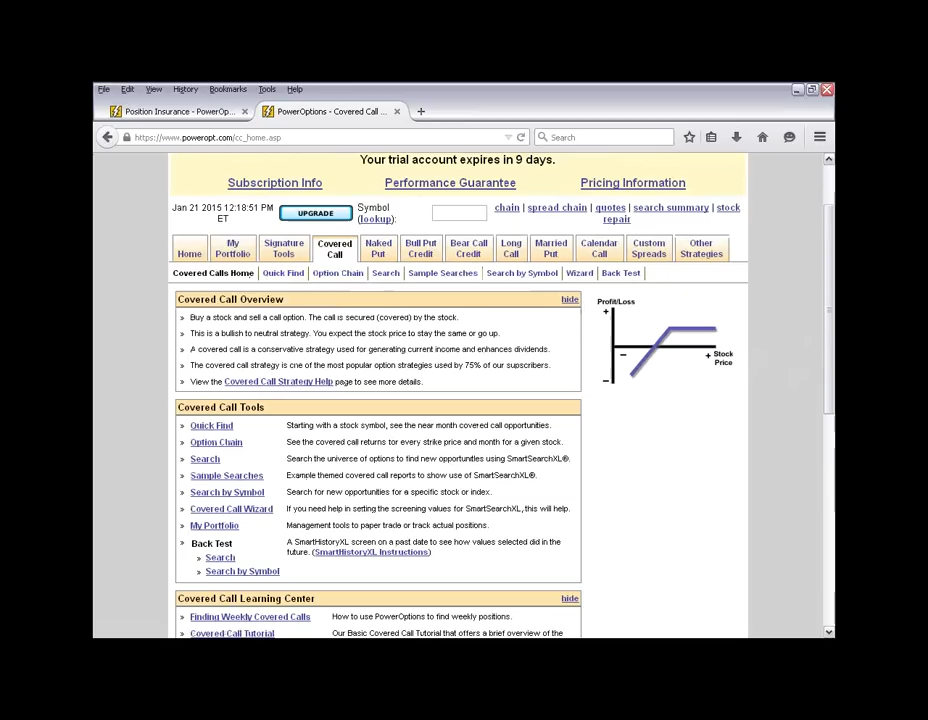 File Edit View History Bookmarks Tools Help
Position Insurance - PowerOp... × PowerOptions - Covered Call ... × +
https://www.poweropt.com/cc_home.asp Search
Your trial account expires in 9 days.
Subscription Info Performance Guarantee Pricing Information
Jan 21 2015 12:18:51 PM ET UPGRADE Symbol (lookup): chain | spread chain | quotes | search summary | stock repair
Home My Portfolio Signature Tools Covered Call Naked Put Bull Put Credit Bear Call Credit Long Call Married Put Calendar Call Custom Spreads Other Strategies
Covered Calls Home | Quick Find | Option Chain | Search | Sample Searches | Search by Symbol | Wizard | Back Test |
Covered Call Overview hide
» Buy a stock and sell a call option. The call is secured (covered) by the stock.
» This is a bullish to neutral strategy. You expect the stock price to stay the same or go up.
» A covered call is a conservative strategy used for generating current income and enhances dividends.
» The covered call strategy is one of the most popular option strategies used by 75% of our supscribers.
» View the Covered Call Strategy Help page to see more details.
Profit/Loss
+
−
+ Stock Price
−
Covered Call Tools
» Quick Find Starting with a stock symbol, see the near month covered call opportunities.
» Option Chain See the covered call returns for every strike price and month for a given stock.
» Search Search the universe of options to find new opportunties using SmartSearchXL®.
» Sample Searches Example themed covered call reports to show use of SmartSearchXL®.
» Search by Symbol Search for new opportunities for a specific stock or index.
» Covered Call Wizard If you need help in setting the screening values for SmartSearchXL, this will help.
» My Portfolio Management tools to paper trade or track actual positions.
» Back Test A SmartHistoryXL screen on a past date to see how values selected did in the
future. (SmartHistoryXL Instructions)
» Search
» Search by Symbol
Covered Call Learning Center hide
» Finding Weekly Covered Calls How to use PowerOptions to find weekly positions.
» Covered Call Tutorial Our Basic Covered Call Tutorial that offers a brief overview of the